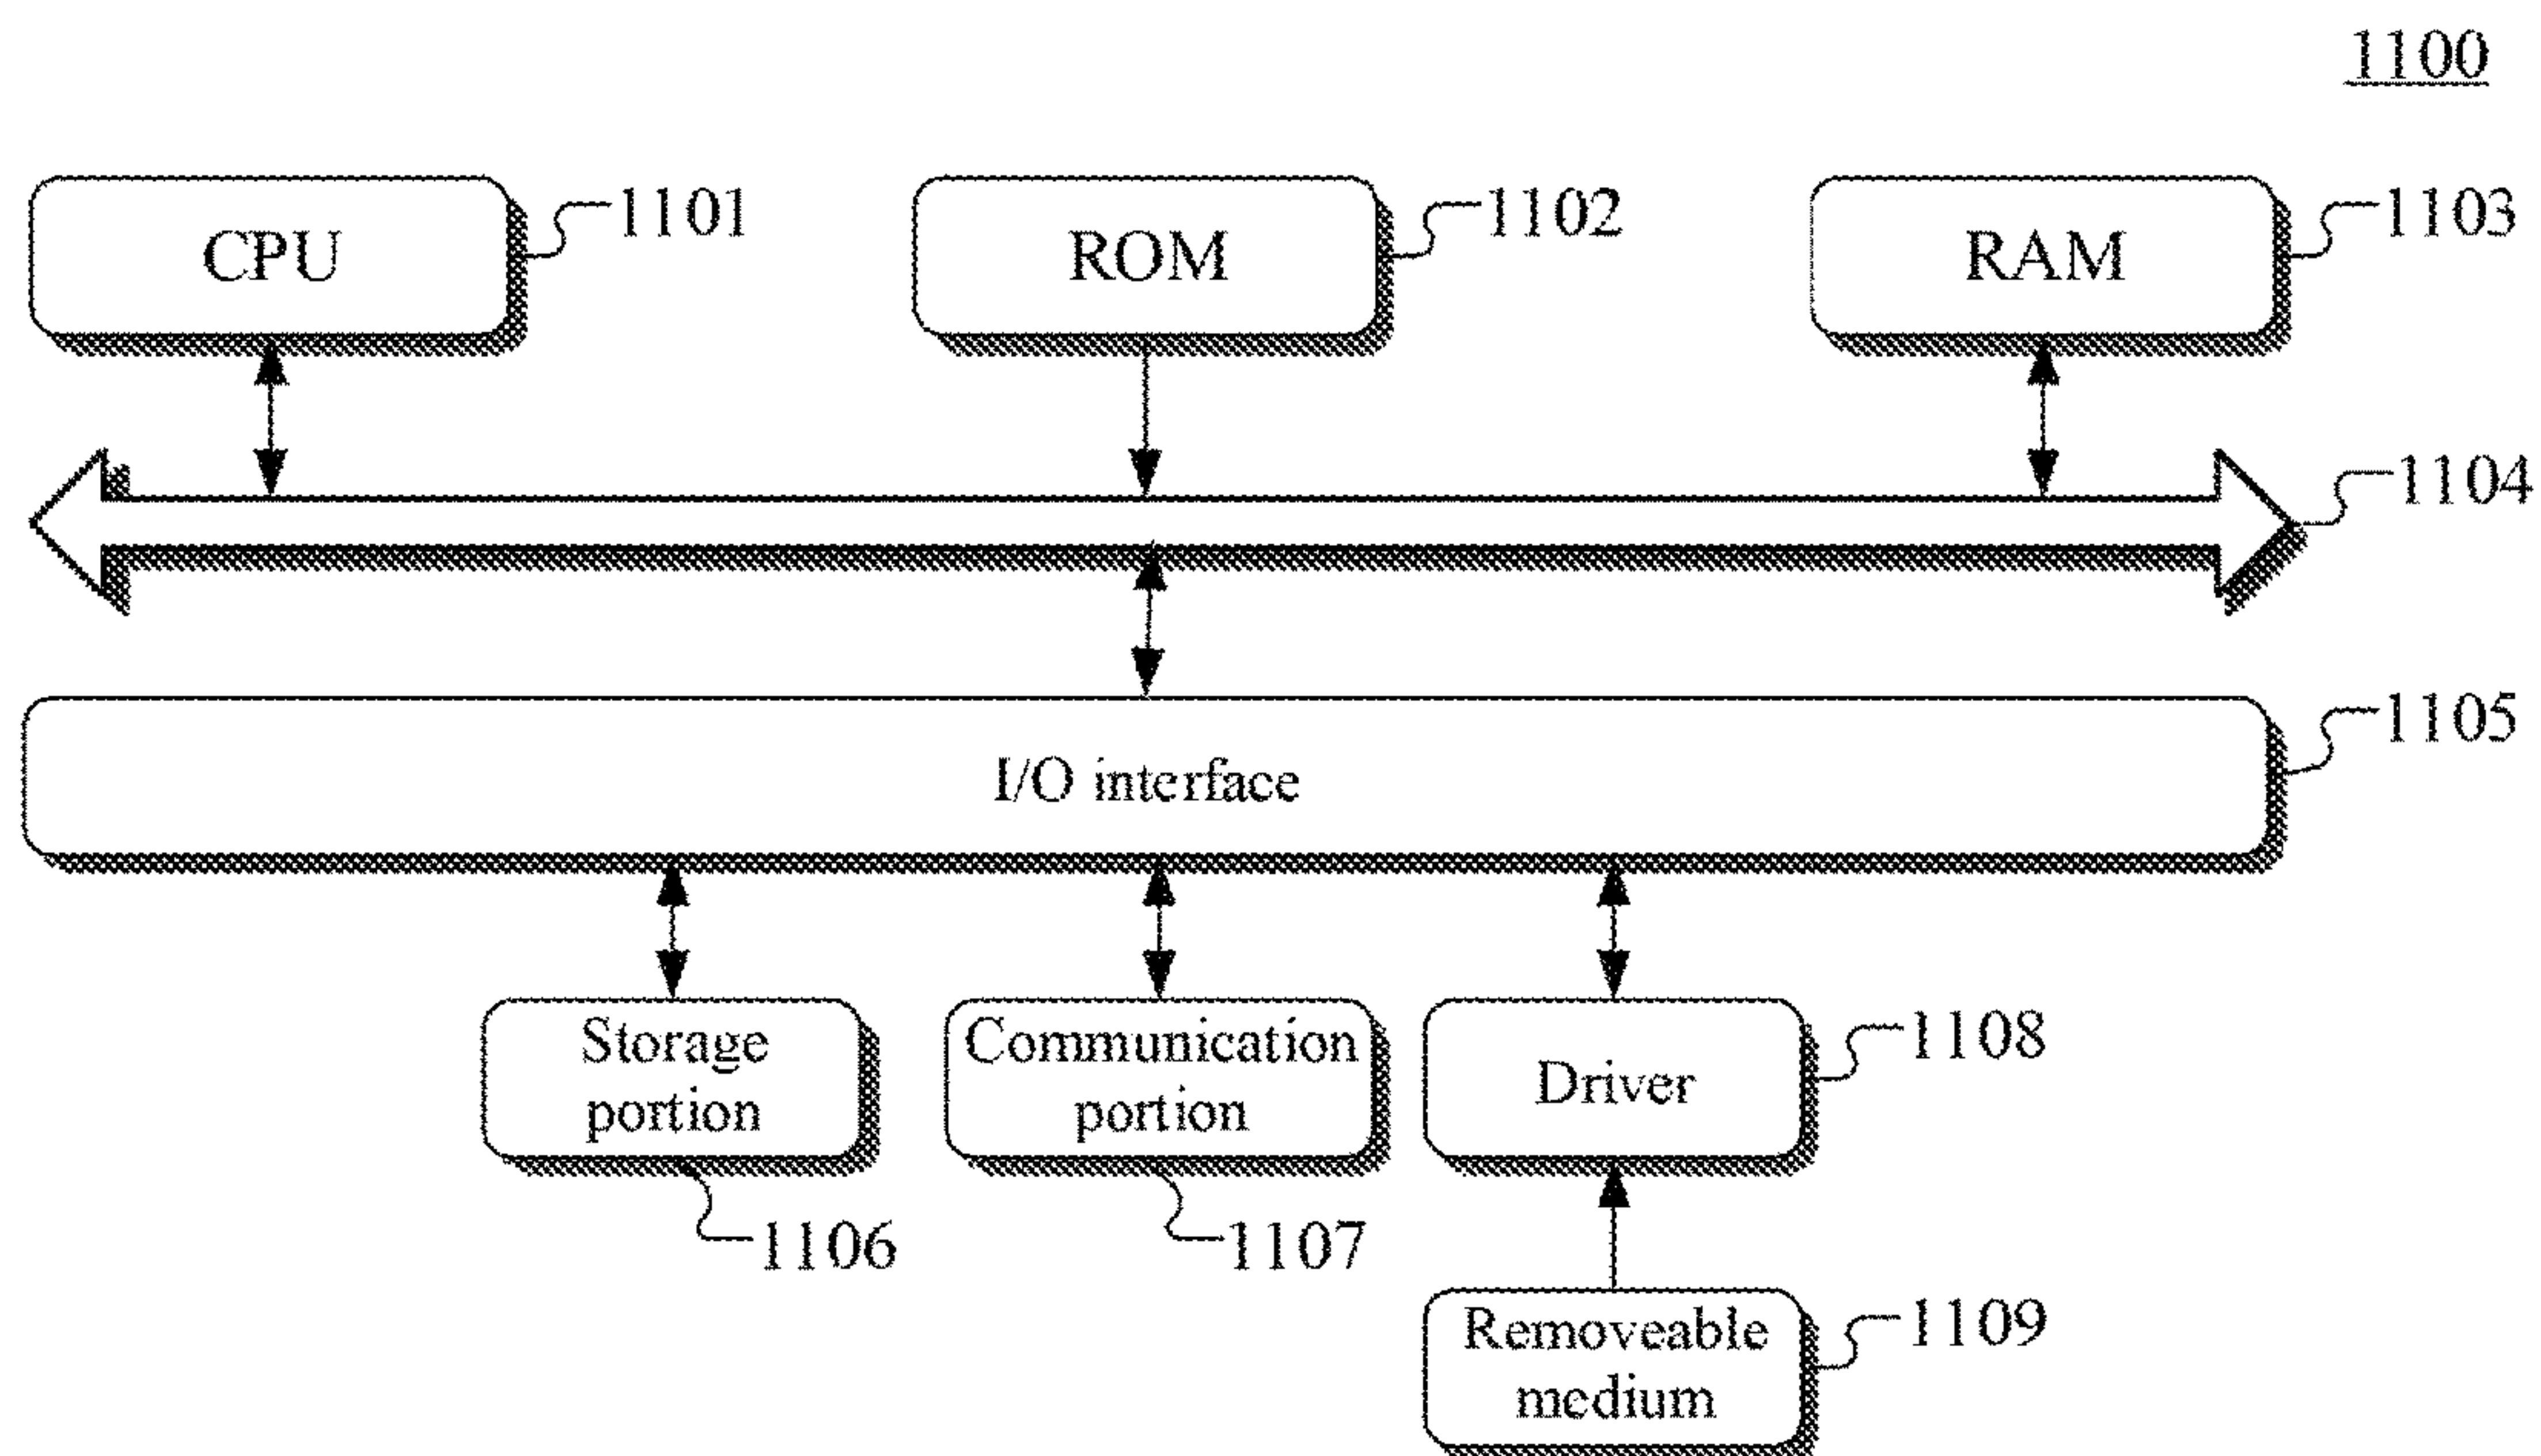 1100
CPU
1101
ROM
1102
RAM
1103
1104
I/O interface
1105
Storage
portion
1106
Communication
portion
1107
Driver
1108
Removeable
medium
1109